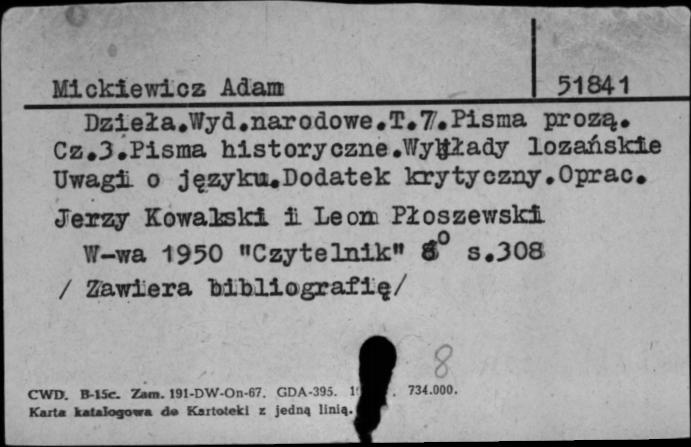 Mickiewicz Adam 51841
Dzieła.Wyd.narodowe.T.7.Pisma prozą.
Cz.3.Pisma historyczne.Wykłady lozańskie
Uwagi o języku.Dodatek krytyczny.Oprac.
Jerzy Kowalski i Leon Płoszewski
W-wa 1950 "Czytelnik" 8° s.308
/ Zawiera bibliografię/
8
CWD. B-15c. Zam. 191-DW-On-67. GDA-395. 734.000.
Karta katalogowa do Kartoteki z jedną linią.